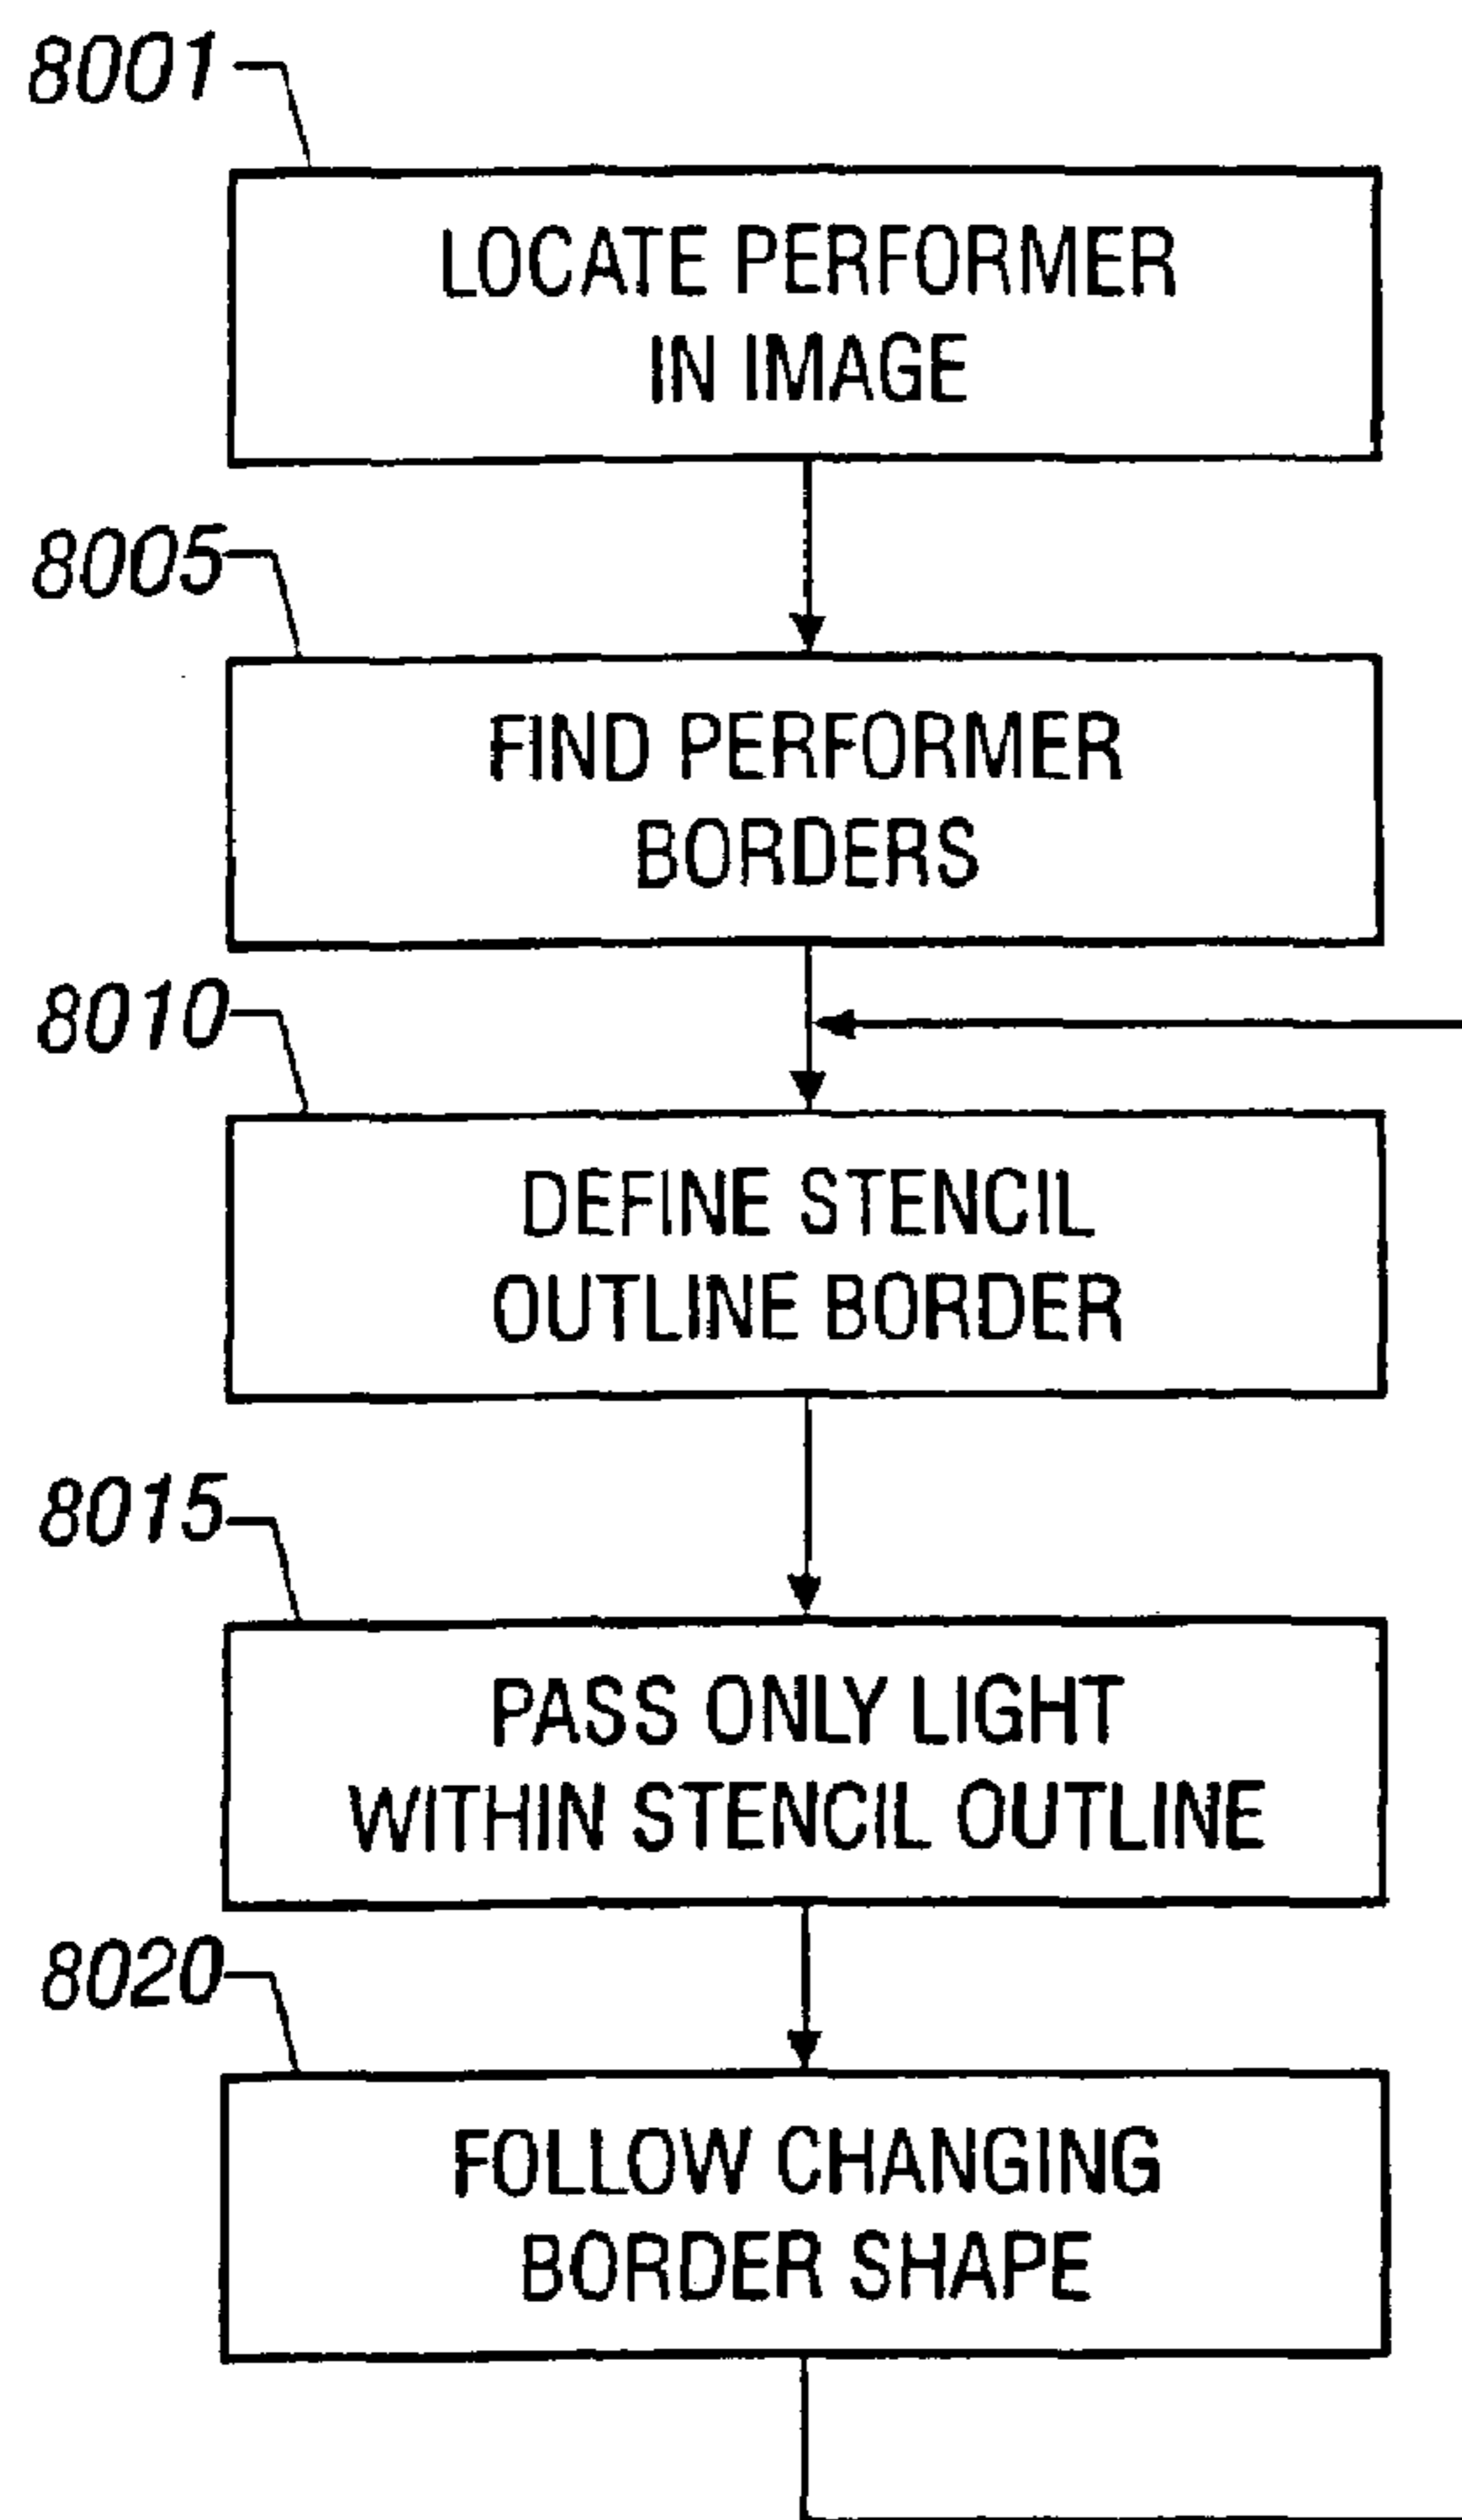 8001
LOCATE PERFORMER
IN IMAGE
8005
FIND PERFORMER
BORDERS
8010
DEFINE STENCIL
OUTLINE BORDER
8015
PASS ONLY LIGHT
WITHIN STENCIL OUTLINE
8020
FOLLOW CHANGING
BORDER SHAPE